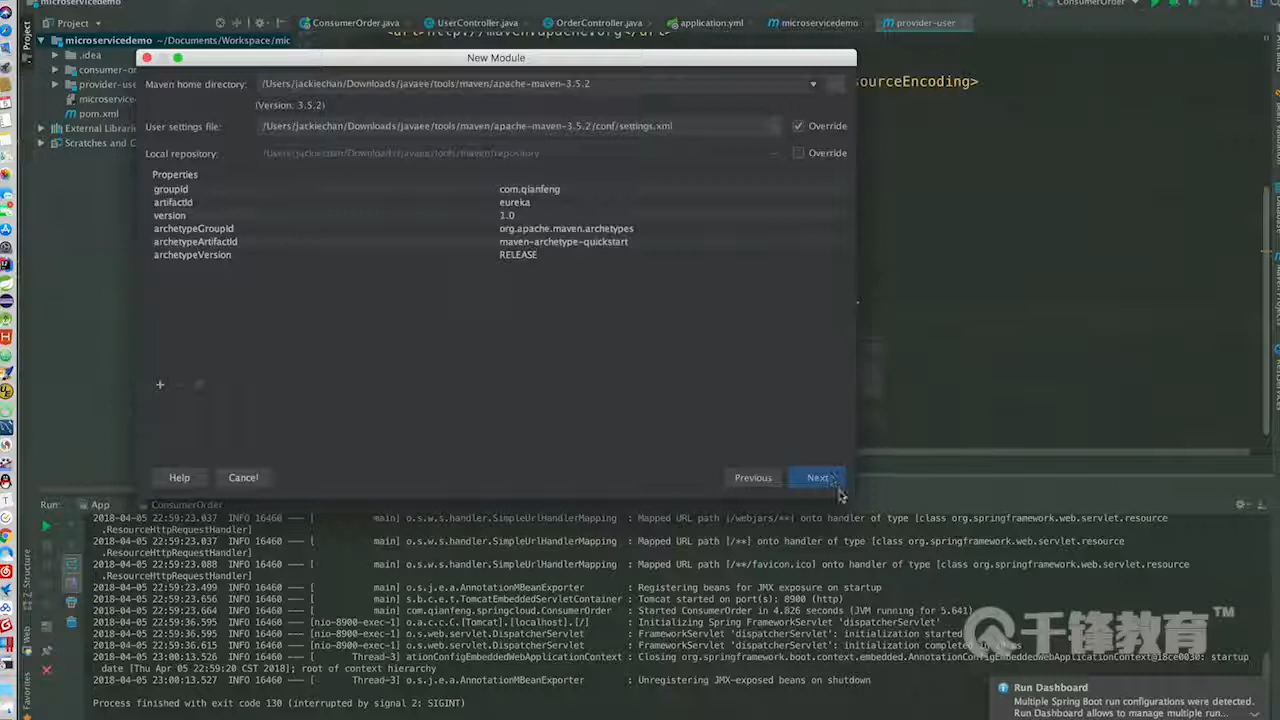 microservicedemo
ConsumerOrder
Project
ConsumerOrder.java
UserController.java
OrderController.java
application.yml
microservicedemo
provider-user
microservicedemo ~/Documents/Workspace/mic
.idea
consumer-or
provider-use
microservice
pom.xml
External Librarie
Scratches and C
ourceEncoding>
New Module
Maven home directory: /Users/jackiechan/Downloads/javaee/tools/maven/apache-maven-3.5.2
(Version: 3.5.2)
User settings file: /Users/jackiechan/Downloads/javaee/tools/maven/apache-maven-3.5.2/conf/settings.xml Override
Local repository: /Users/jackiechan/Downloads/javaee/tools/mavenrepository Override
Properties
groupId com.qianfeng
artifactId eureka
version 1.0
archetypeGroupId org.apache.maven.archetypes
archetypeArtifactId maven-archetype-quickstart
archetypeVersion RELEASE
Help Cancel Previous Next
Run: App ConsumerOrder
2018-04-05 22:59:23.037 INFO 16460 --- [ main] o.s.w.s.handler.SimpleUrlHandlerMapping : Mapped URL path [/webjars/**] onto handler of type [class org.springframework.web.servlet.resource
.ResourceHttpRequestHandler]
2018-04-05 22:59:23.041 INFO 16460 --- [ main] o.s.w.s.handler.SimpleUrlHandlerMapping : Mapped URL path [/**] onto handler of type [class org.springframework.web.servlet.resource
.ResourceHttpRequestHandler]
2018-04-05 22:59:23.088 INFO 16460 --- [ main] o.s.w.s.handler.SimpleUrlHandlerMapping : Mapped URL path [/**/favicon.ico] onto handler of type [class org.springframework.web.servlet.resource
.ResourceHttpRequestHandler]
2018-04-05 22:59:23.499 INFO 16460 --- [ main] o.s.j.e.a.AnnotationMBeanExporter : Registering beans for JMX exposure on startup
2018-04-05 22:59:23.656 INFO 16460 --- [ main] s.b.c.e.t.TomcatEmbeddedServletContainer : Tomcat started on port(s): 8900 (http)
2018-04-05 22:59:23.664 INFO 16460 --- [ main] com.qianfeng.springcloud.ConsumerOrder : Started ConsumerOrder in 4.826 seconds (JVM running for 5.641)
2018-04-05 22:59:36.595 INFO 16460 --- [nio-8900-exec-1] o.a.c.c.C.[Tomcat].[localhost].[/] : Initializing Spring FrameworkServlet 'dispatcherServlet'
2018-04-05 22:59:36.595 INFO 16460 --- [nio-8900-exec-1] o.s.web.servlet.DispatcherServlet : FrameworkServlet 'dispatcherServlet': initialization started
2018-04-05 22:59:36.611 INFO 16460 --- [nio-8900-exec-1] o.s.web.servlet.DispatcherServlet : FrameworkServlet 'dispatcherServlet': initialization completed in
2018-04-05 23:00:13.526 INFO 16460 --- [ Thread-3] ationConfigEmbeddedWebApplicationContext : Closing org.springframework.boot.context.embedded.AnnotationConfigEmbeddedWebApplicationContext@18ce0030: startup
date [Thu Apr 05 22:59:20 CST 2018]; root of context hierarchy
2018-04-05 23:00:13.527 INFO 16460 --- [ Thread-3] o.s.j.e.a.AnnotationMBeanExporter : Unregistering JMX-exposed beans on shutdown
Process finished with exit code 130 (interrupted by signal 2: SIGINT)
千锋教育™
Run Dashboard
Multiple Spring Boot run configurations were detected.
Run Dashboard allows to manage multiple run...
Project
Z-Structure
Web
Favorites